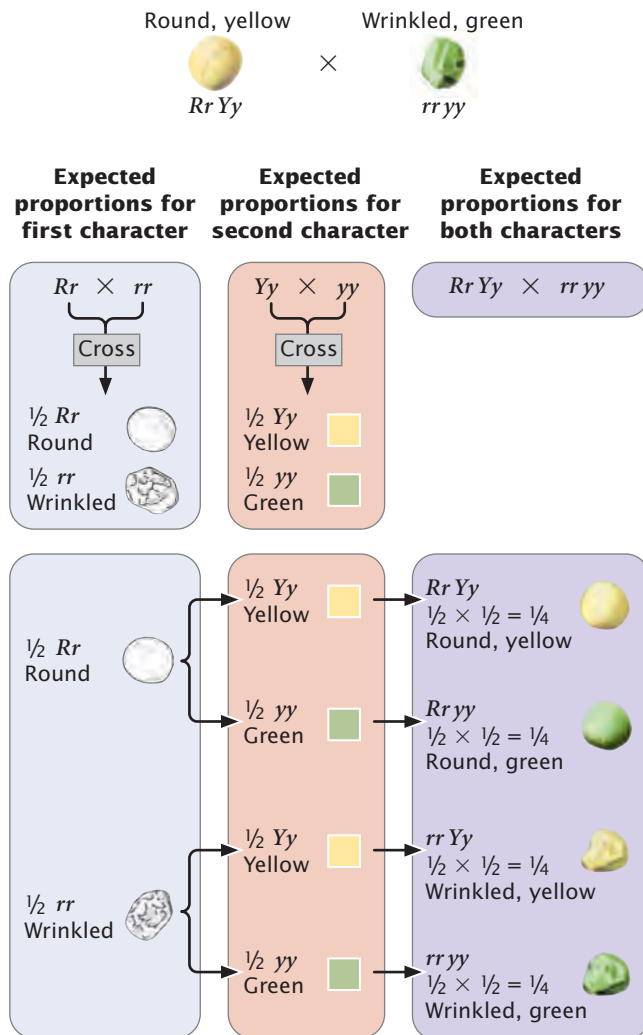 Round, yellow
Wrinkled, green
×
Rr Yy
rr yy
Expected
proportions for
first character
Expected
proportions for
second character
Expected
proportions for
both characters
Rr × rr
Cross
½ Rr
Round
½ rr
Wrinkled
Yy × yy
Cross
½ Yy
Yellow
½ yy
Green
Rr Yy × rr yy
½ Rr
Round
½ Yy
Yellow
Rr Yy
½ × ½ = ¼
Round, yellow
½ yy
Green
Rr yy
½ × ½ = ¼
Round, green
½ rr
Wrinkled
½ Yy
Yellow
rr Yy
½ × ½ = ¼
Wrinkled, yellow
½ yy
Green
rr yy
½ × ½ = ¼
Wrinkled, green